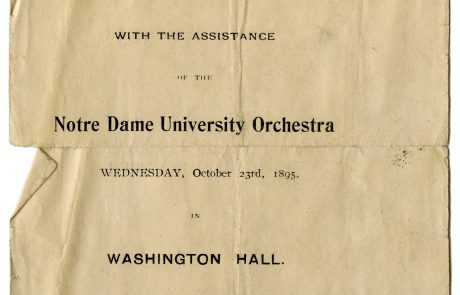 WITH THE ASSISTANCE
OF THE
Notre Dame University Orchestra
WEDNESDAY, October 23rd, 1895.
IN
WASHINGTON HALL.